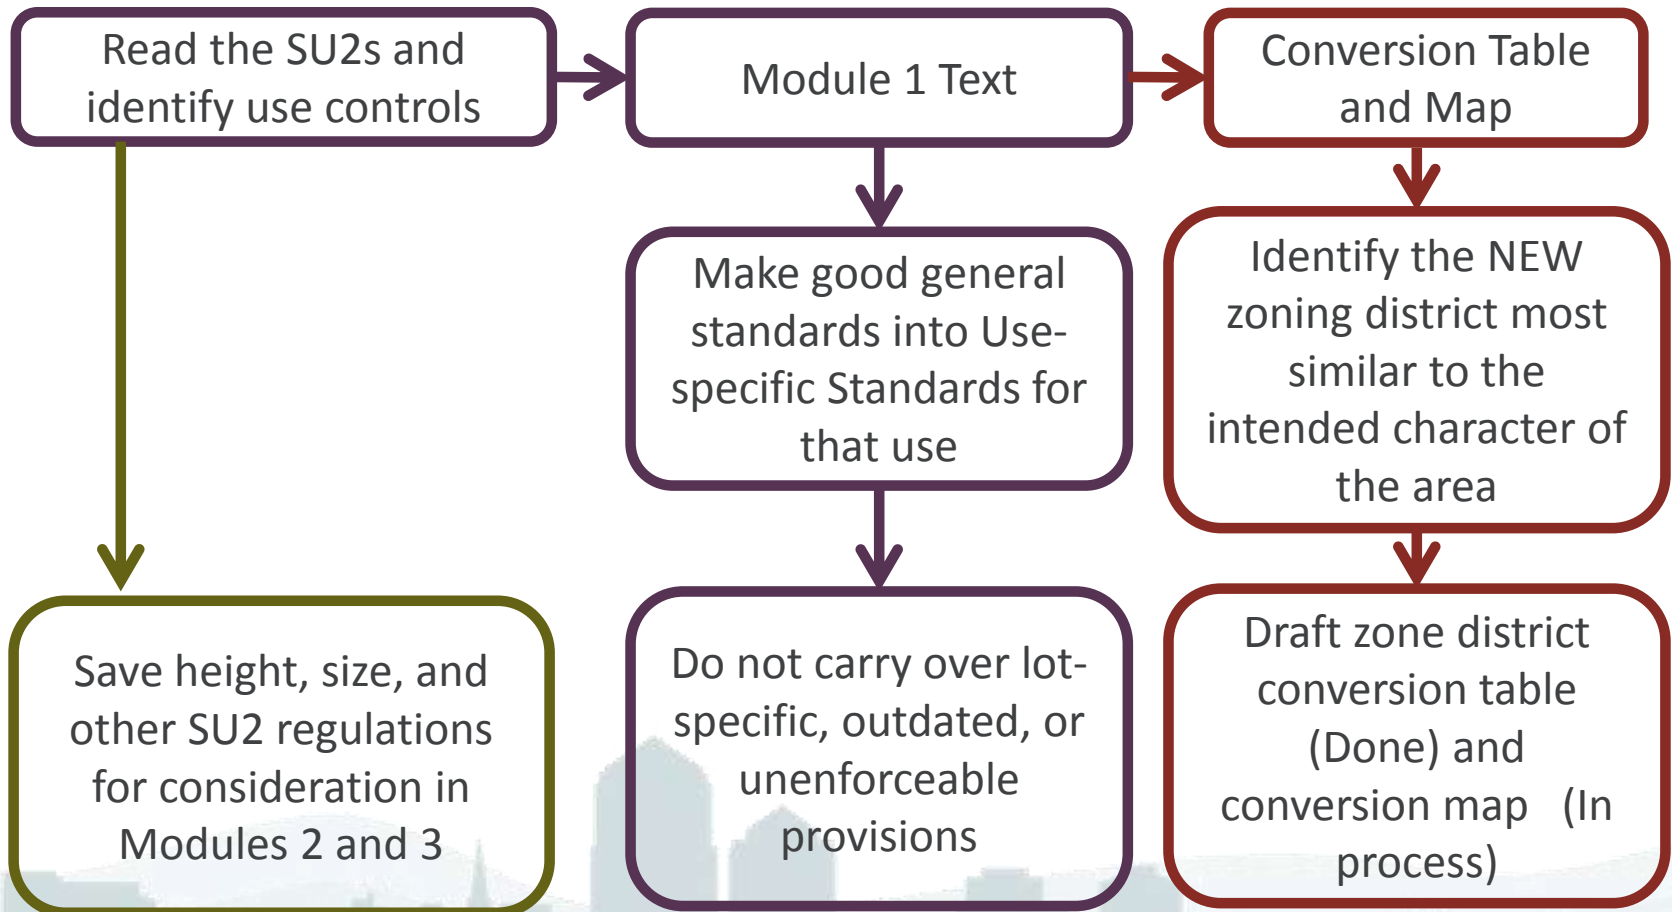 Read the SU2s and
identify use controls
Module 1 Text
Conversion Table
and Map
Make good general
standards into Use-
specific Standards for
that use
Identify the NEW
zoning district most
similar to the
intended character of
the area
Save height, size, and
other SU2 regulations
for consideration in
Modules 2 and 3
Do not carry over lot-
specific, outdated, or
unenforceable
provisions
Draft zone district
conversion table
(Done) and
conversion map (In
process)